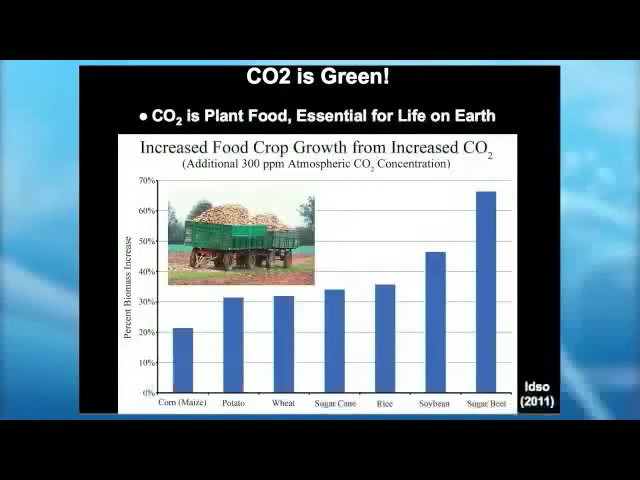 CO2 is Green!
● CO₂ is Plant Food, Essential for Life on Earth
Increased Food Crop Growth from Increased CO₂
(Additional 300 ppm Atmospheric CO₂ Concentration)
Percent Biomass Increase
70%
60%
50%
40%
30%
20%
10%
0%
Corn (Maize) Potato Wheat Sugar Cane Rice Soybean Sugar Beet
Idso
(2011)